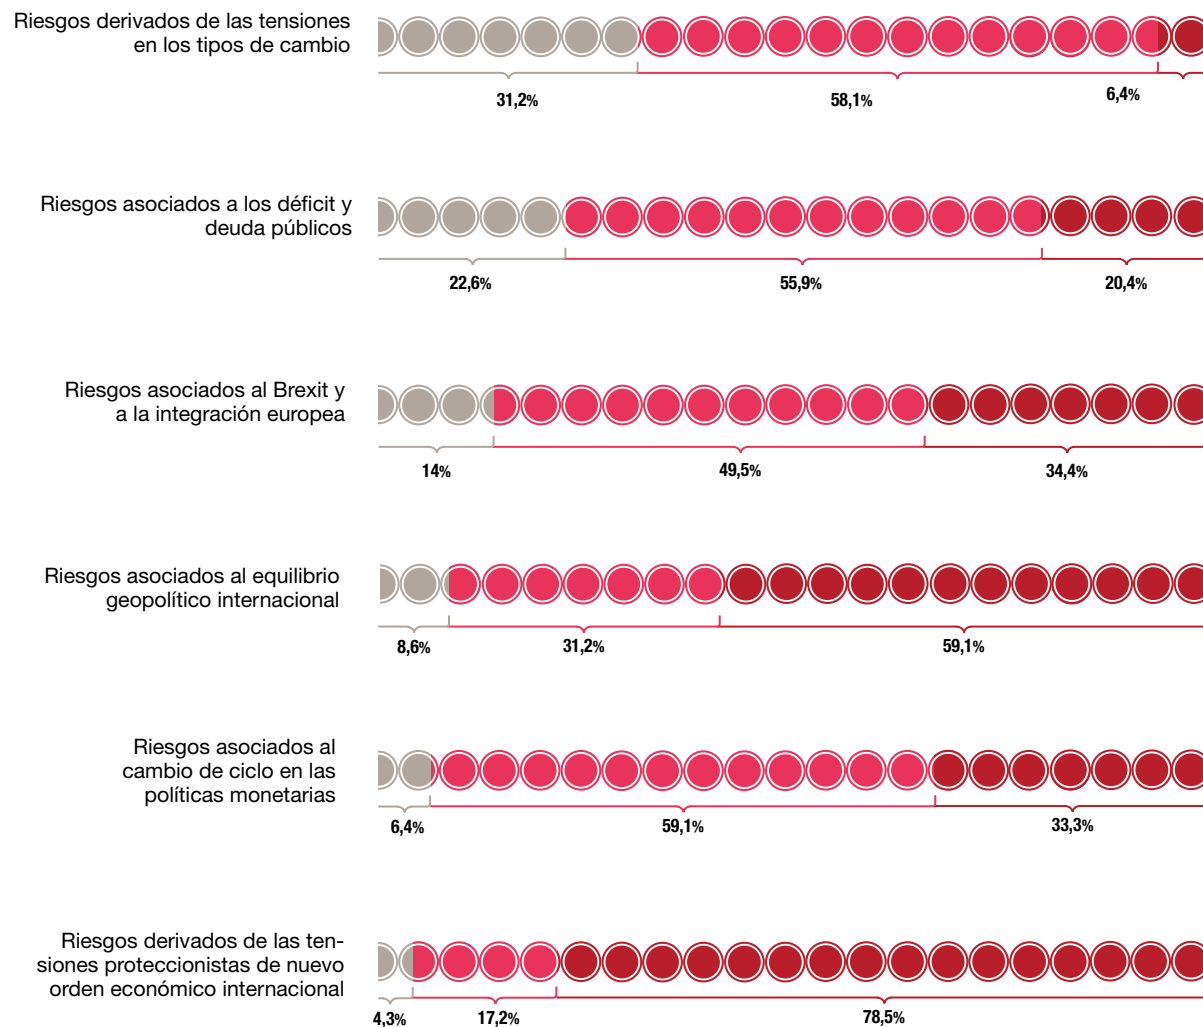 Riesgos derivados de las tensiones
en los tipos de cambio
31,2%
58,1%
6,4%
Riesgos asociados a los déficit y
deuda públicos
22,6%
55,9%
20,4%
Riesgos asociados al Brexit y
a la integración europea
14%
49,5%
34,4%
Riesgos asociados al equilibrio
geopolítico internacional
8,6%
31,2%
59,1%
Riesgos asociados al
cambio de ciclo en las
políticas monetarias
6,4%
59,1%
33,3%
Riesgos derivados de las ten-
siones proteccionistas de nuevo
orden económico internacional
4,3%
17,2%
78,5%